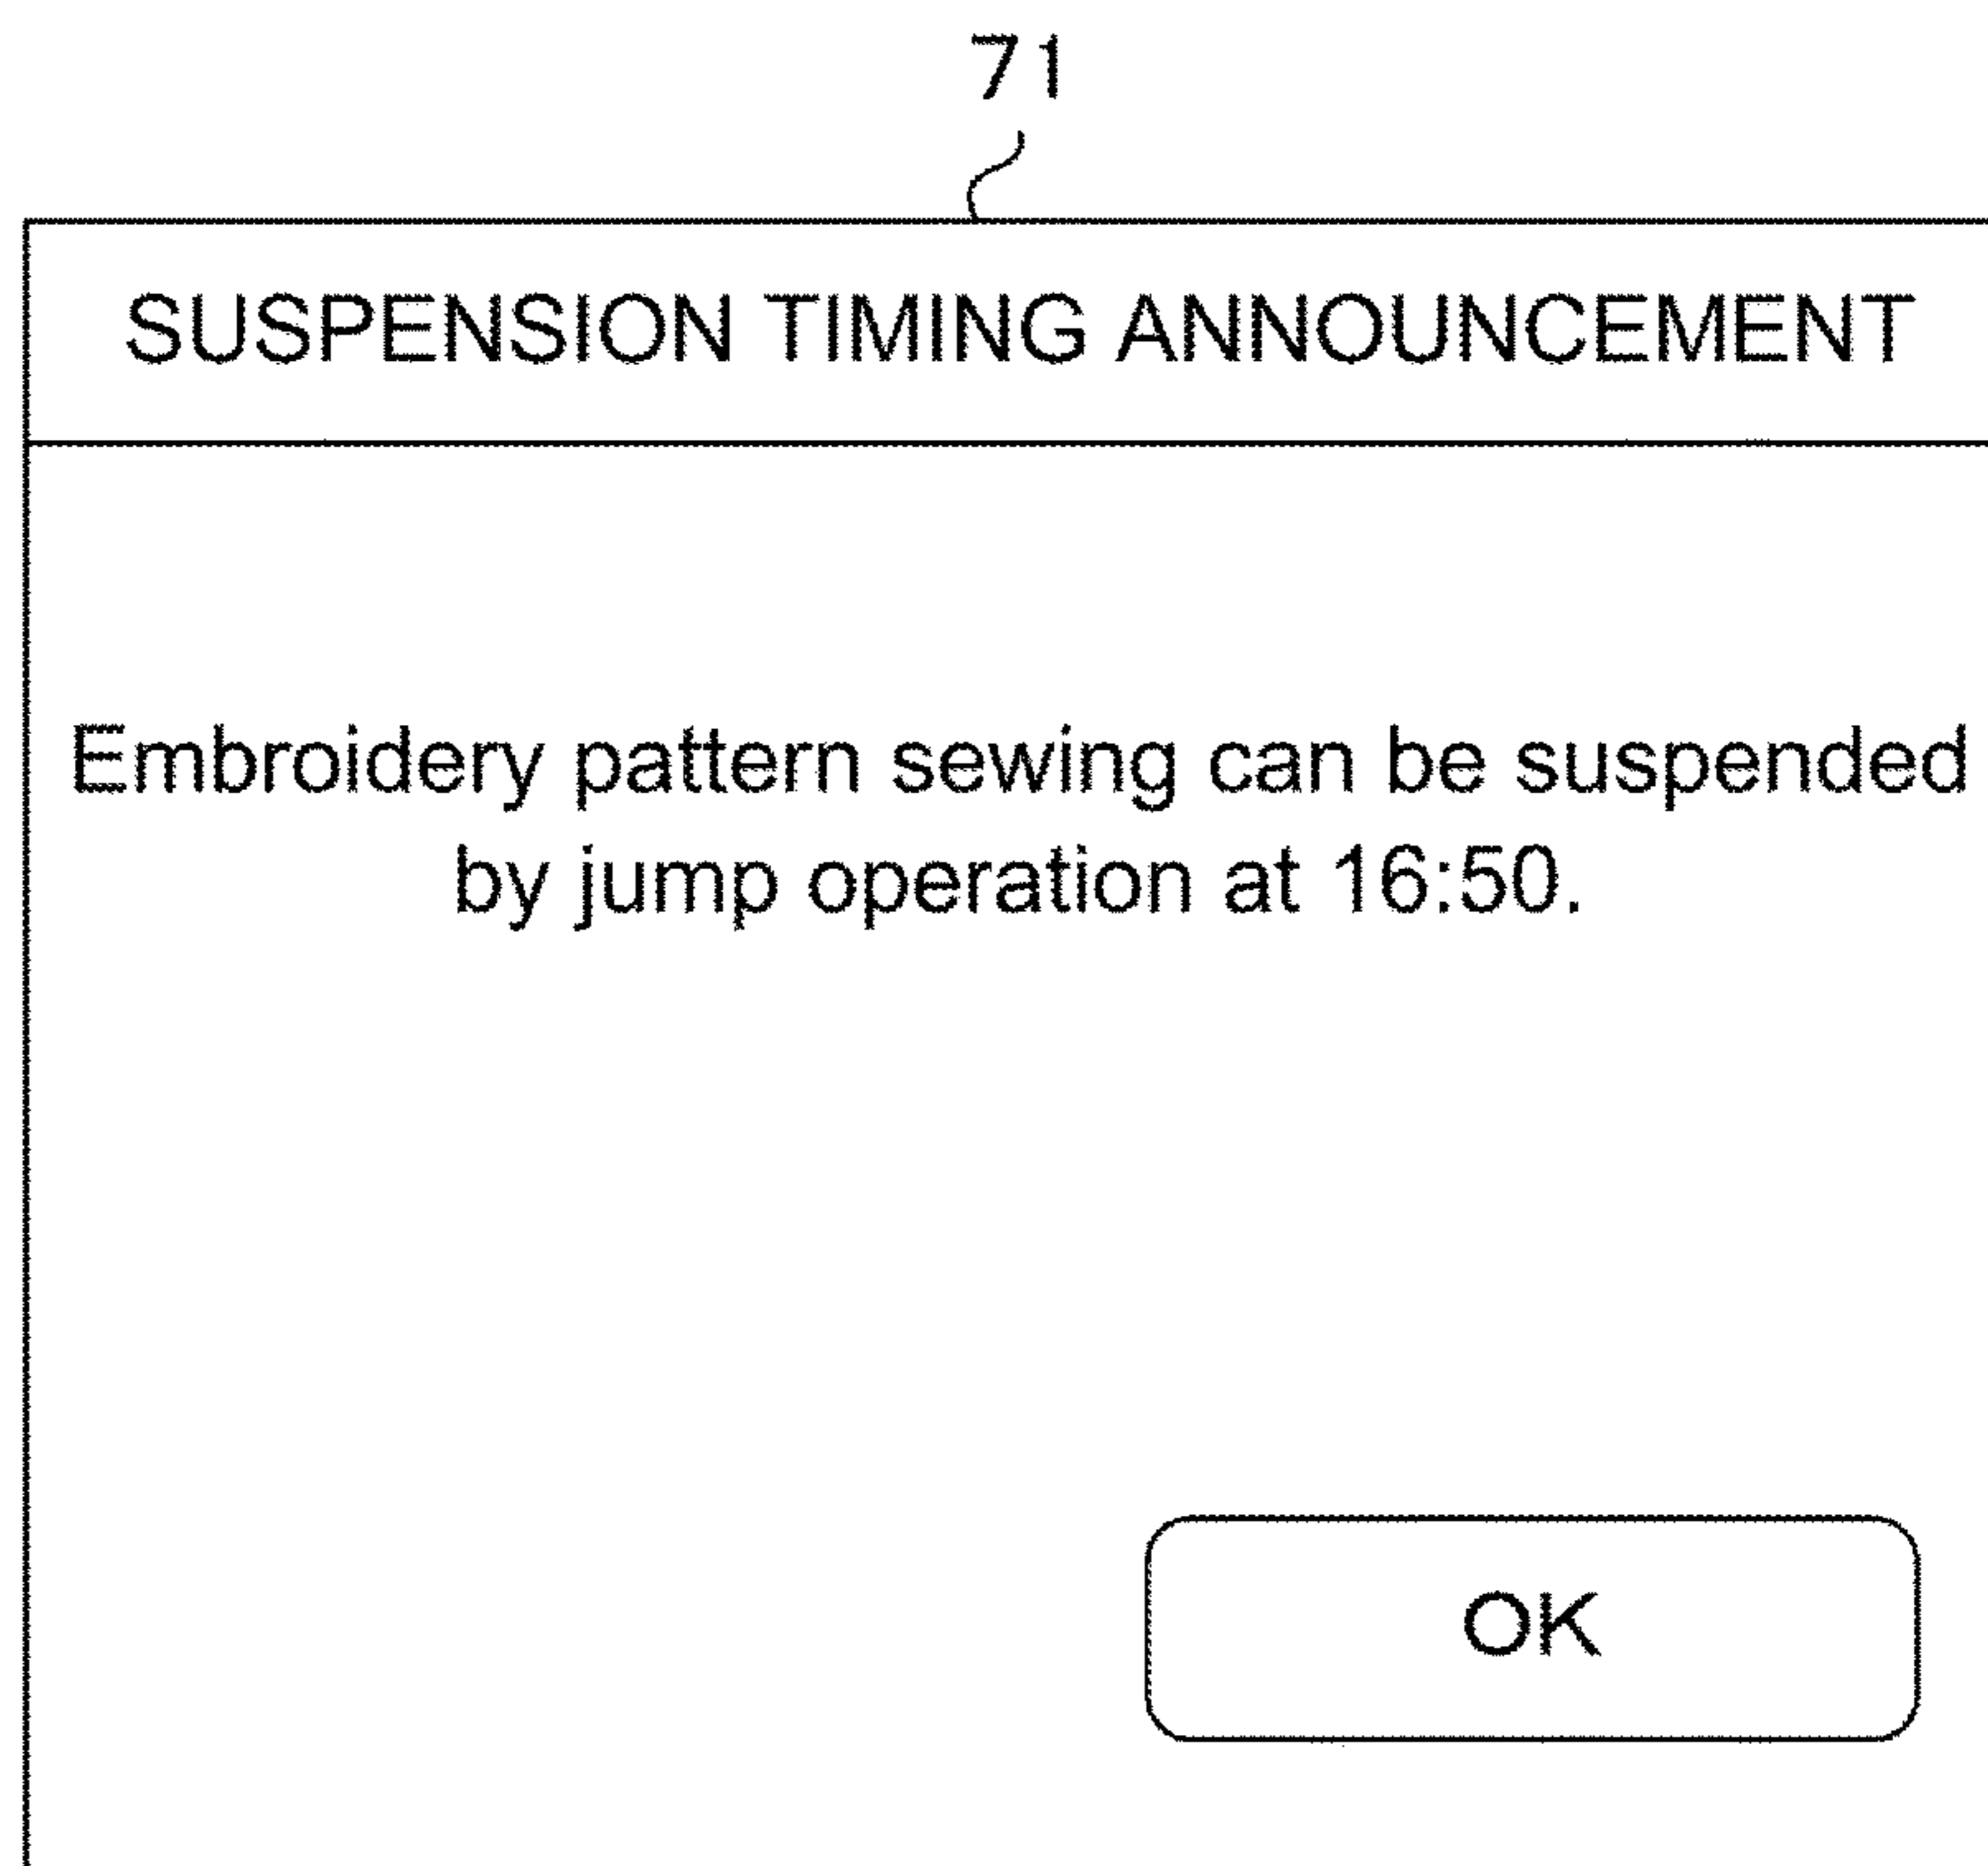 71
SUSPENSION TIMING ANNOUNCEMENT
Embroidery pattern sewing can be suspended
by jump operation at 16:50.
OK